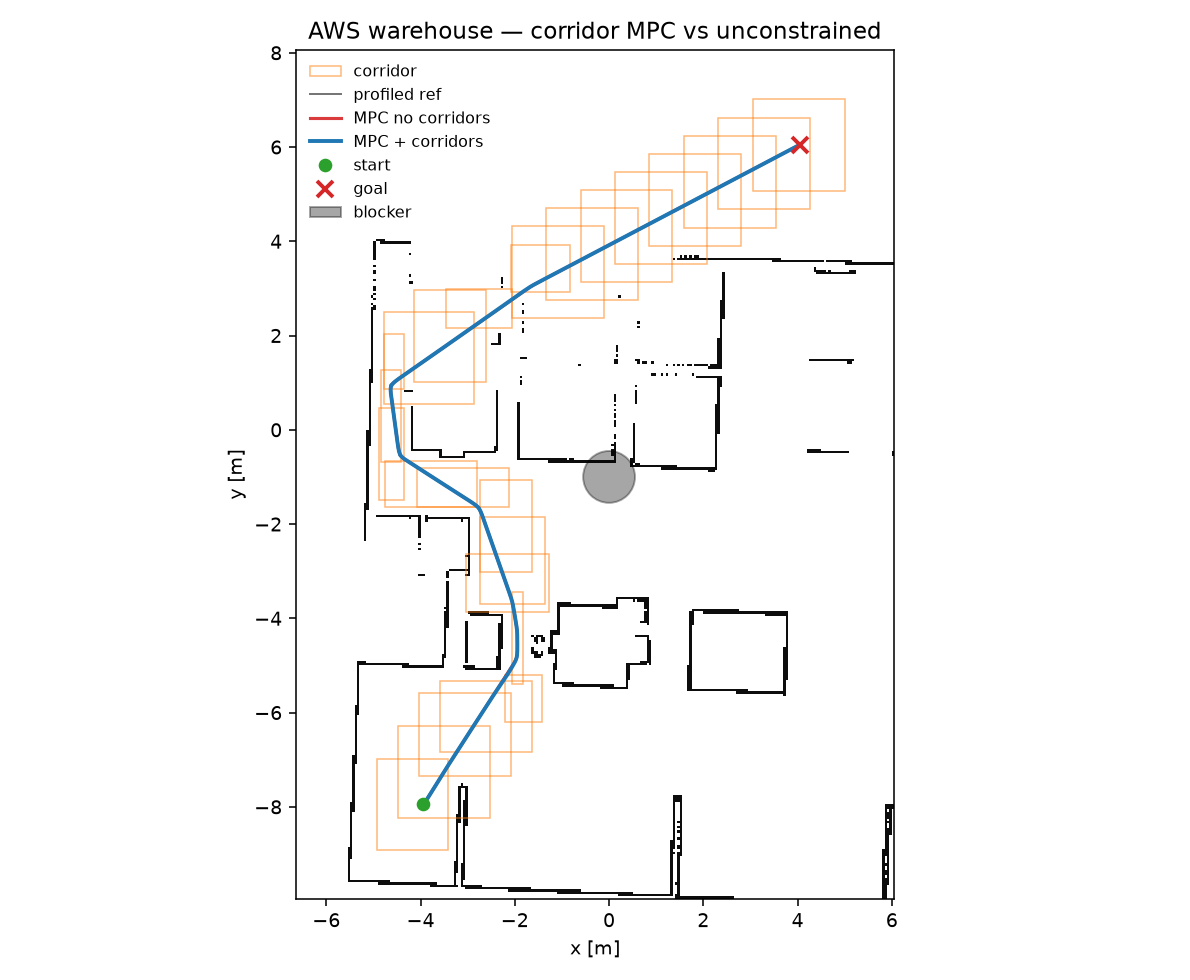 AWS warehouse — corridor MPC vs unconstrained
corridor
profiled ref
MPC no corridors
MPC + corridors
start
goal
blocker
8
6
4
2
0
−2
−4
−6
−8
y [m]
−6
−4
−2
0
2
4
6
x [m]